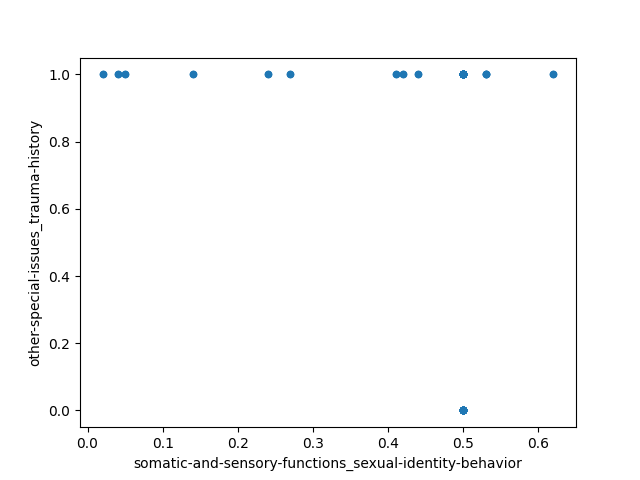 1.0
0.8
0.6
0.4
0.2
0.0
other-special-issues_trauma-history
0.0 0.1 0.2 0.3 0.4 0.5 0.6
somatic-and-sensory-functions_sexual-identity-behavior